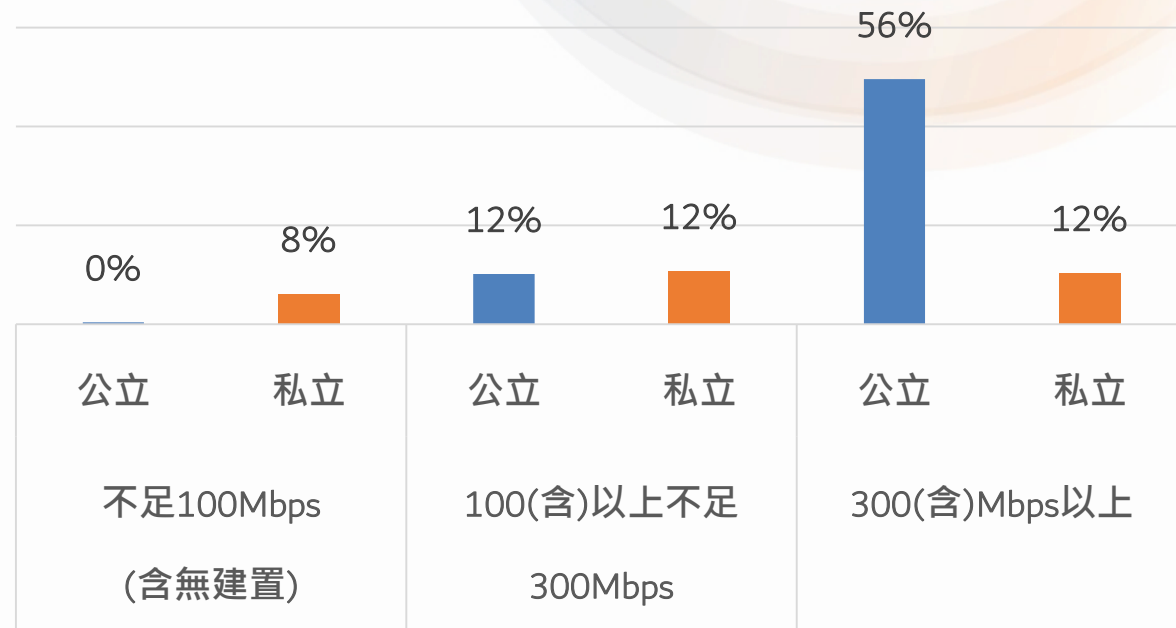 56%
12%
12%
12%
8%
0%
公立
私立
公立
私立
公立
私立
不足100Mbps
(含無建置)
100(含)以上不足
300Mbps
300(含)Mbps以上